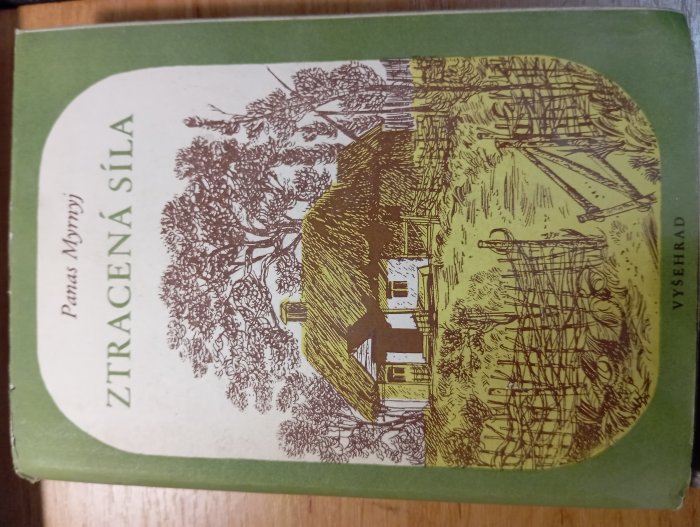 Panas Myrnyj
ZTRACENÁ SÍLA
VYŠEHRAD